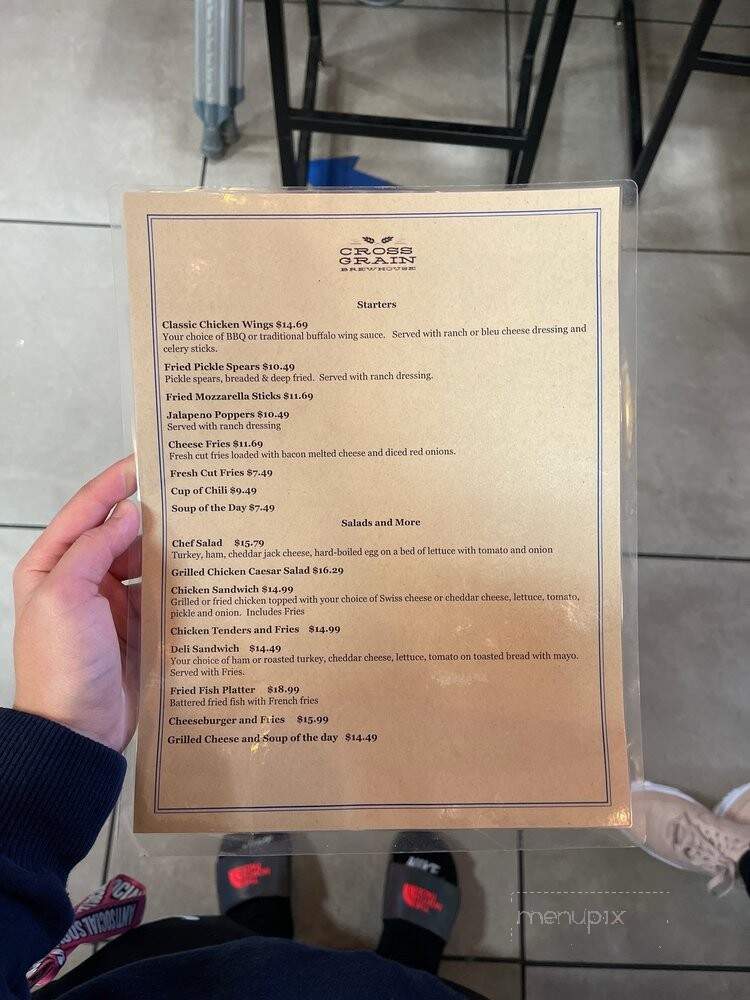 CROSS
GRAIN
BREWHOUSE
Starters
Classic Chicken Wings $14.69
Your choice of BBQ or traditional buffalo wing sauce. Served with ranch or bleu cheese dressing and
celery sticks.
Fried Pickle Spears $10.49
Pickle spears, breaded & deep fried. Served with ranch dressing.
Fried Mozzarella Sticks $11.69
Jalapeno Poppers $10.49
Served with ranch dressing
Cheese Fries $11.69
Fresh cut fries loaded with bacon melted cheese and diced red onions.
Fresh Cut Fries $7.49
Cup of Chili $9.49
Soup of the Day $7.49
Salads and More
Chef Salad $15.79
Turkey, ham, cheddar jack cheese, hard-boiled egg on a bed of lettuce with tomato and onion
Grilled Chicken Caesar Salad $16.29
Chicken Sandwich $14.99
Grilled or fried chicken topped with your choice of Swiss cheese or cheddar cheese, lettuce, tomato,
pickle and onion. Includes Fries
Chicken Tenders and Fries $14.99
Deli Sandwich $14.49
Your choice of ham or roasted turkey, cheddar cheese, lettuce, tomato on toasted bread with mayo.
Served with Fries.
Fried Fish Platter $18.99
Battered fried fish with French fries
Cheeseburger and Fries $15.99
Grilled Cheese and Soup of the day $14.49
NIKE
ANTISOCIALSOC
menupix